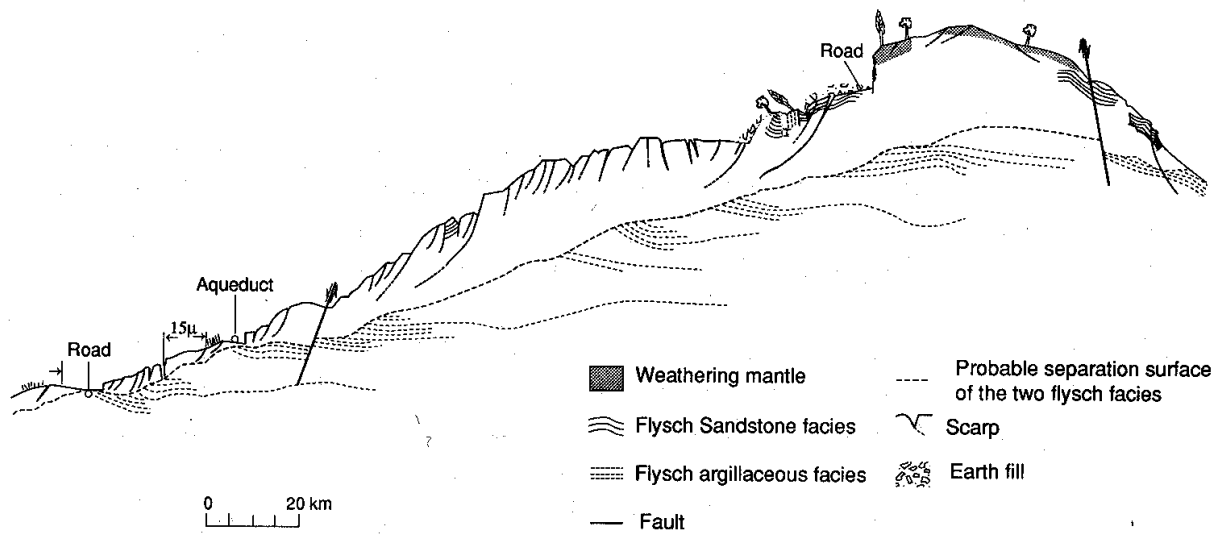 Road
Aqueduct
15μ
Road
Weathering mantle
Flysch Sandstone facies
Flysch argillaceous facies
Fault
Probable separation surface
of the two flysch facies
Scarp
Earth fill
0 20 km
?